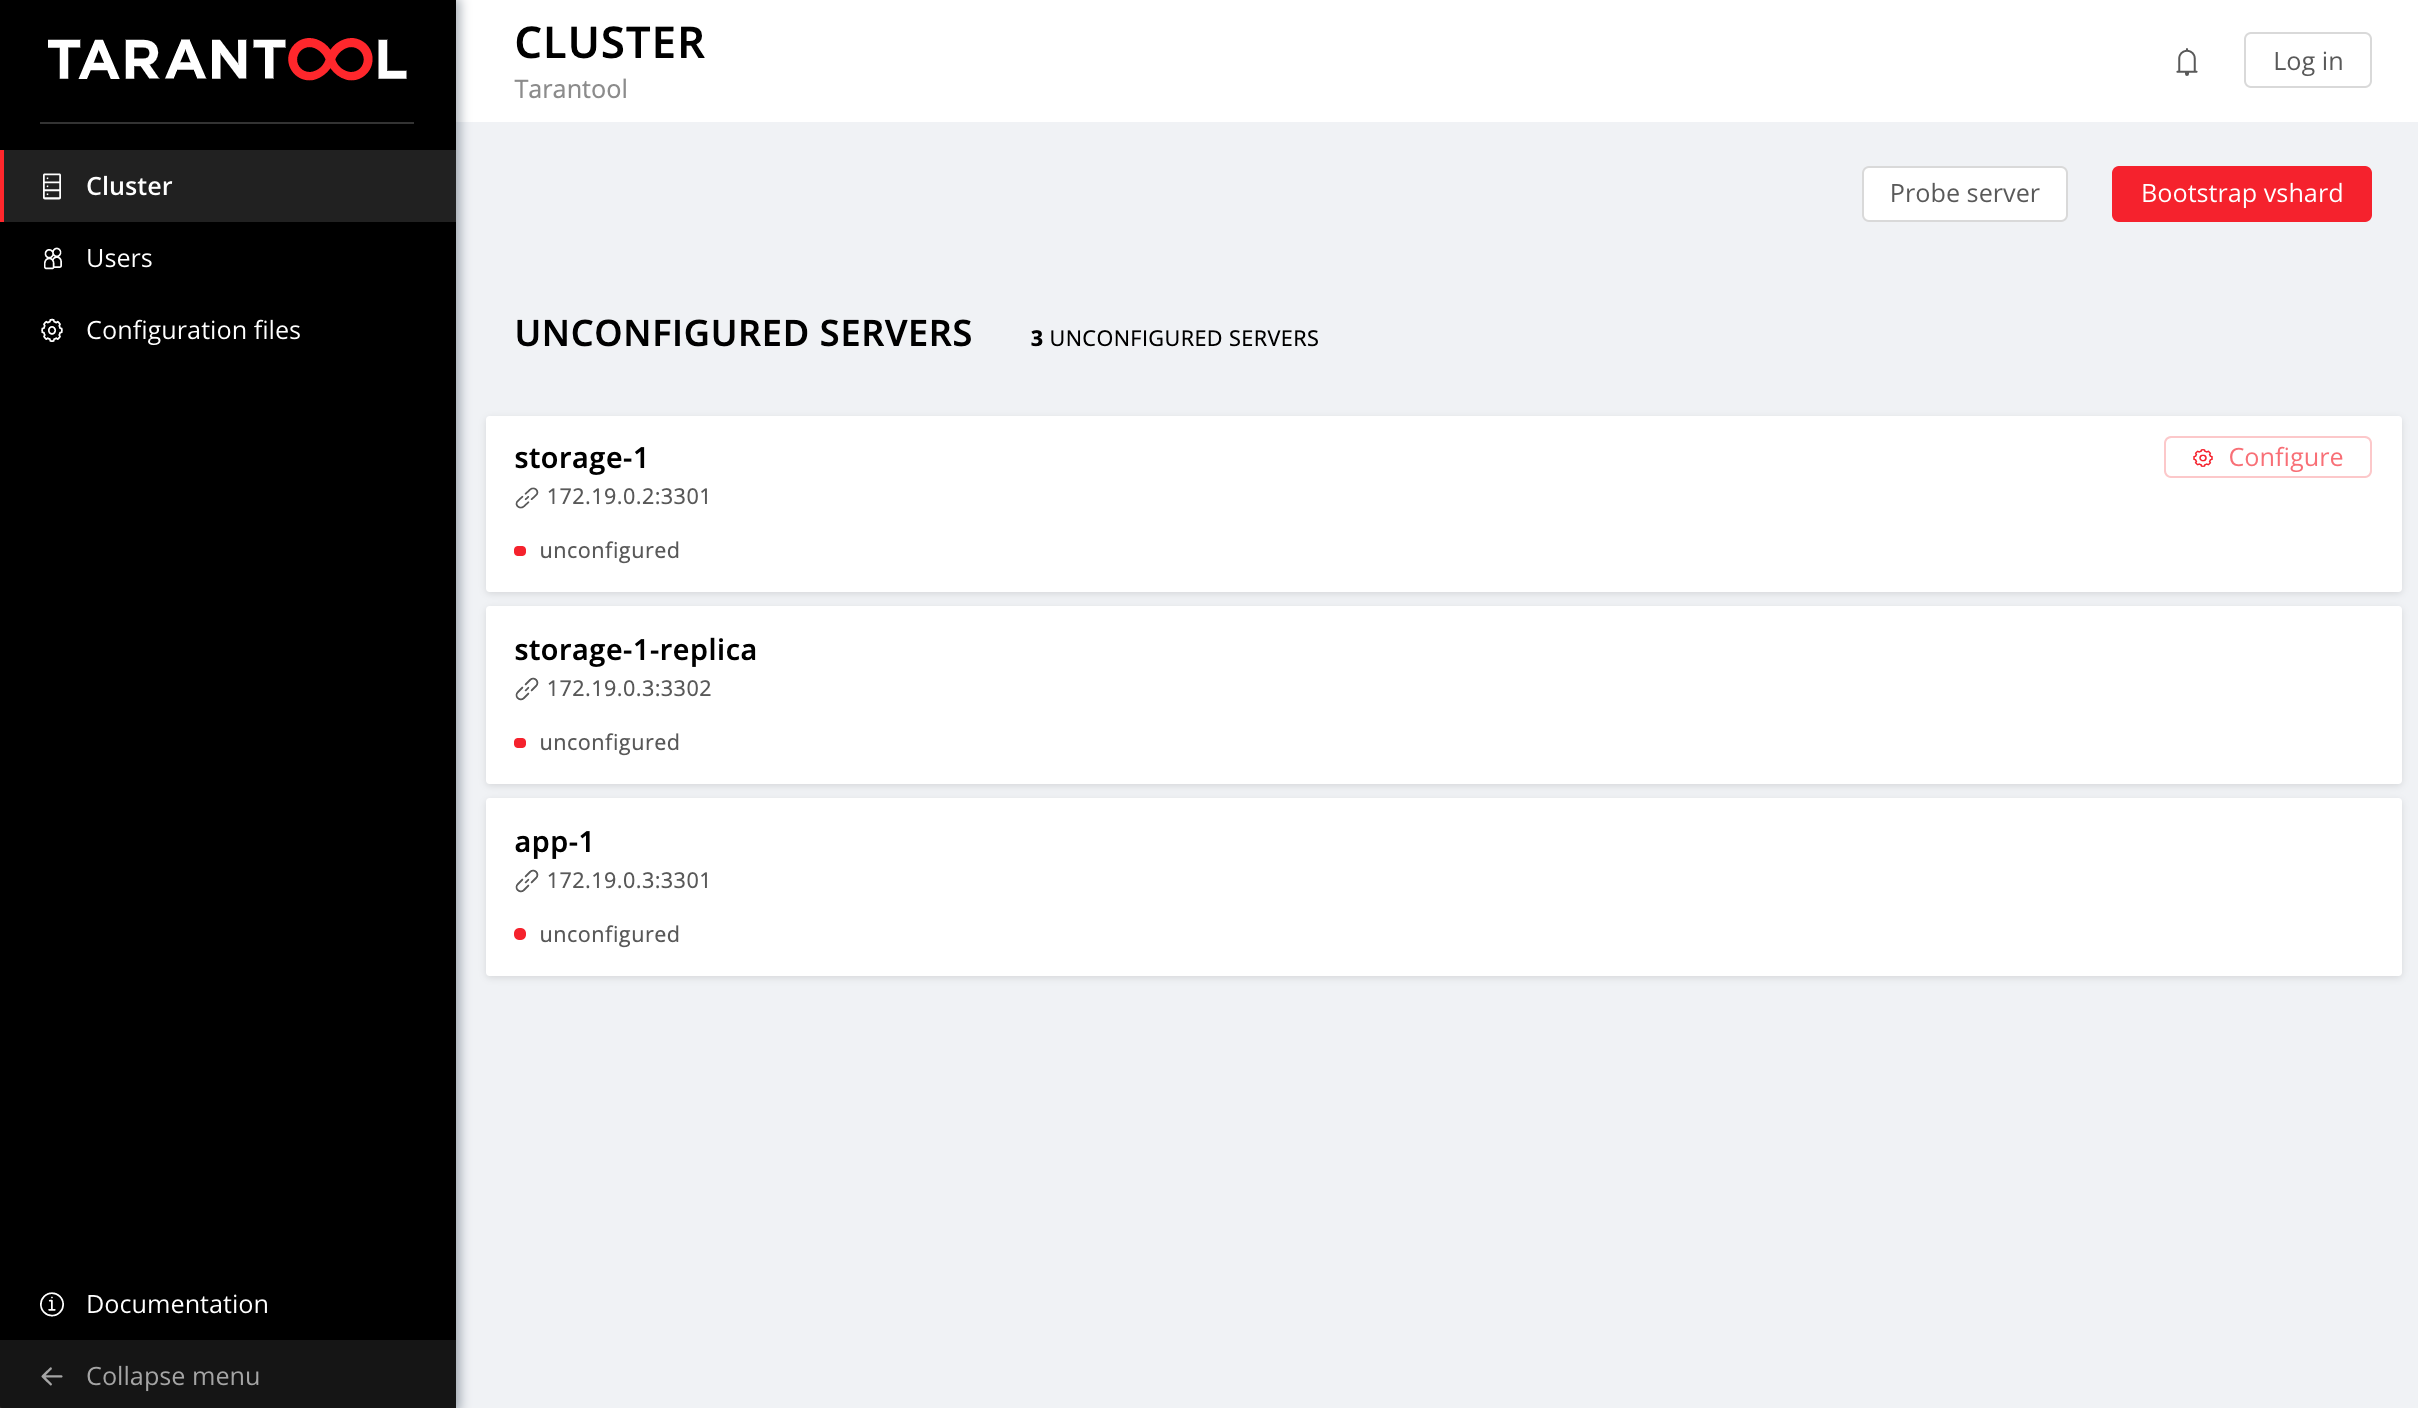 TARANTOOL
Cluster
Users
Configuration files
Documentation
Collapse menu
CLUSTER
Tarantool
Log in
Probe server
Bootstrap vshard
UNCONFIGURED SERVERS
3 UNCONFIGURED SERVERS
storage-1
Configure
172.19.0.2:3301
unconfigured
storage-1-replica
172.19.0.3:3302
unconfigured
app-1
172.19.0.3:3301
unconfigured